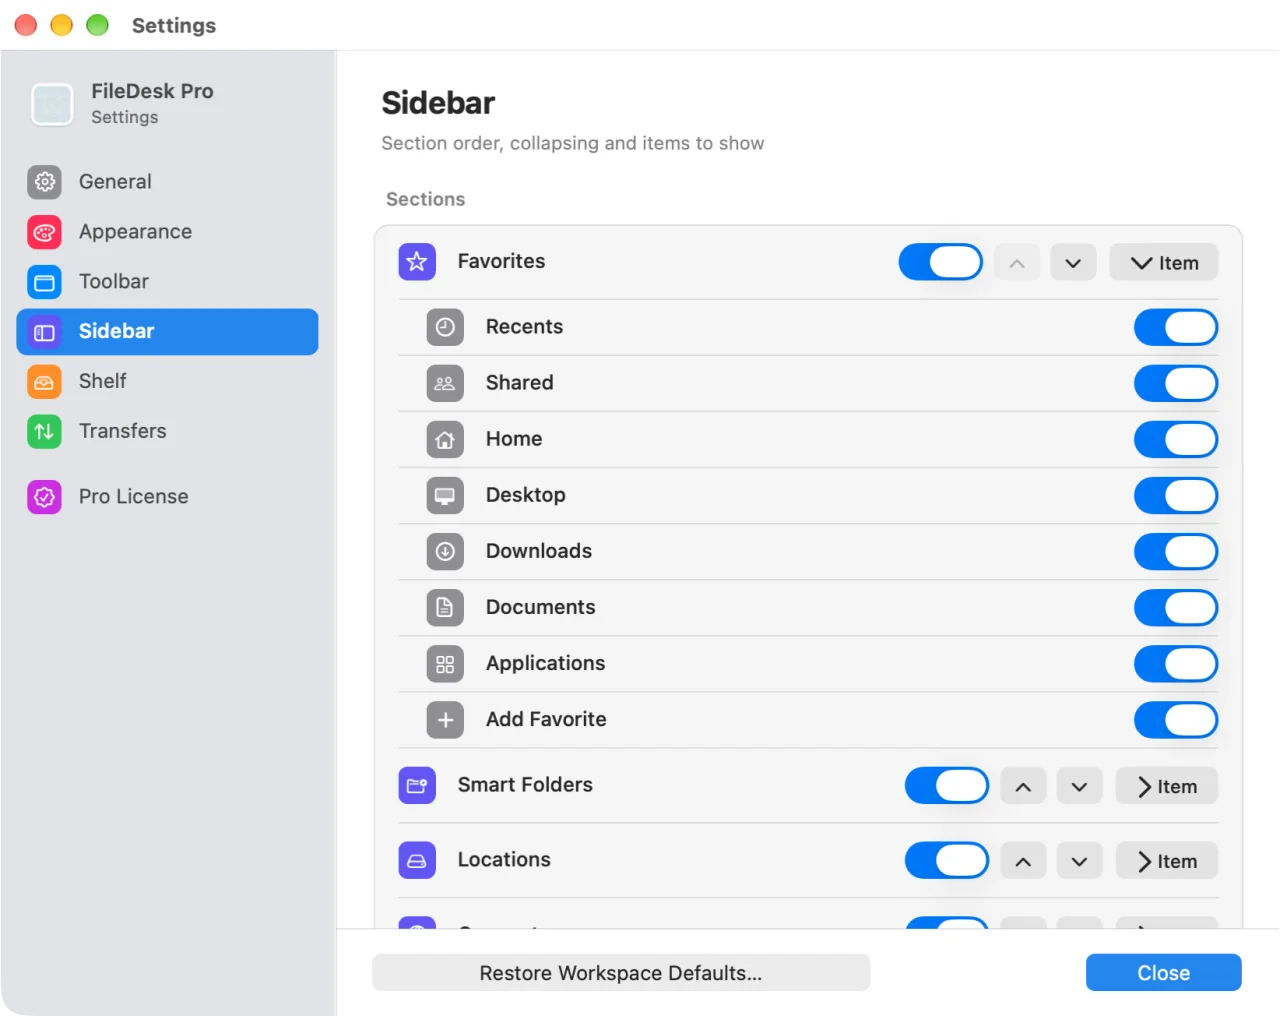 Settings
FileDesk Pro
Settings
General
Appearance
Toolbar
Sidebar
Shelf
Transfers
Pro License
Sidebar
Section order, collapsing and items to show
Sections
Favorites
Item
Recents
Shared
Home
Desktop
Downloads
Documents
Applications
Add Favorite
Smart Folders
Item
Locations
Item
Restore Workspace Defaults...
Close